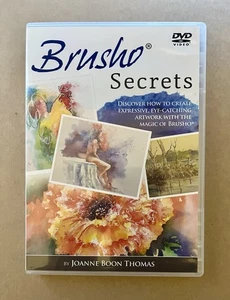 DVD
VIDEO
Brusho®
Secrets
DISCOVER HOW TO CREATE
EXPRESSIVE, EYE-CATCHING
ARTWORK WITH THE
MAGIC OF BRUSHO®
BY JOANNE BOON THOMAS